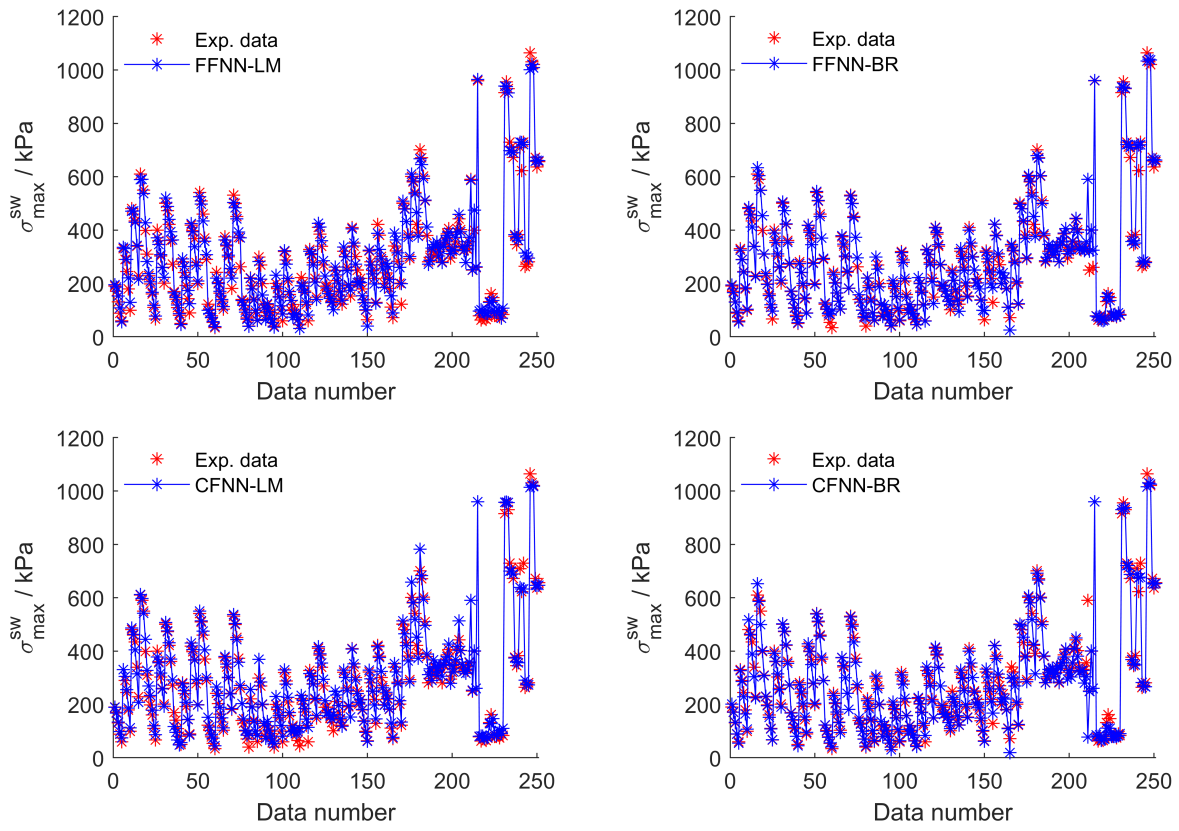 1200
1000
800
600
400
200
0
σ^sw_max / kPa
Exp. data
FFNN-LM
0 50 100 150 200 250
Data number
1200
1000
800
600
400
200
0
σ^sw_max / kPa
Exp. data
FFNN-BR
0 50 100 150 200 250
Data number
1200
1000
800
600
400
200
0
σ^sw_max / kPa
Exp. data
CFNN-LM
0 50 100 150 200 250
Data number
1200
1000
800
600
400
200
0
σ^sw_max / kPa
Exp. data
CFNN-BR
0 50 100 150 200 250
Data number